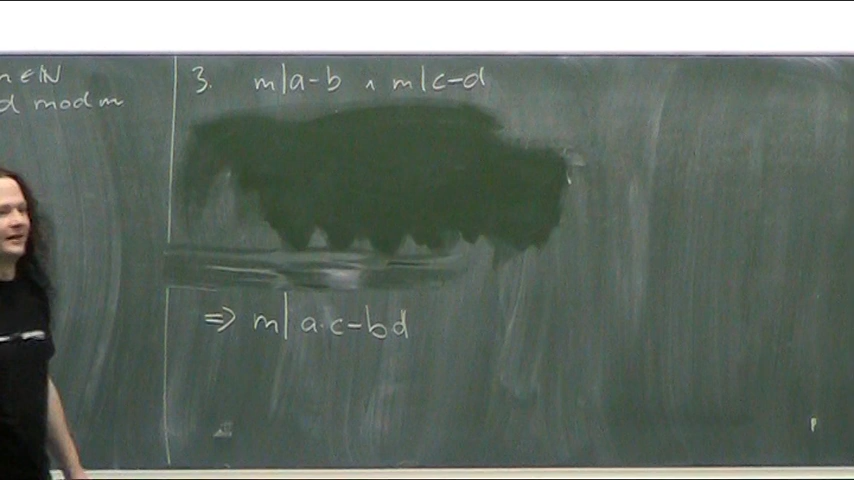 m ∈ ℕ
d mod m
3. m|a-b ∧ m|c-d
⇒ m|a·c-bd